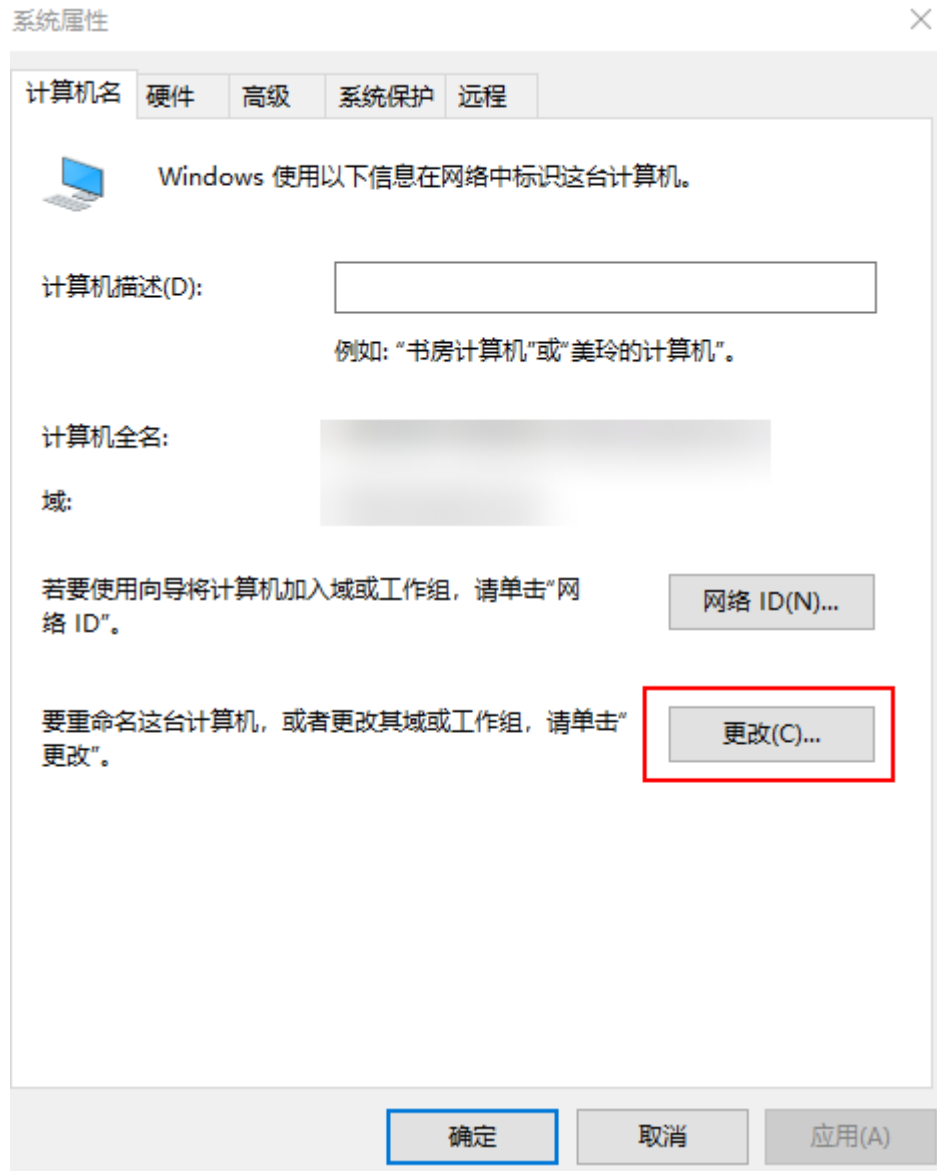 系统属性
计算机名 硬件 高级 系统保护 远程
Windows 使用以下信息在网络中标识这台计算机。
计算机描述(D):
例如: “书房计算机”或“美玲的计算机”。
计算机全名:
域:
若要使用向导将计算机加入域或工作组，请单击“网
络 ID”。
网络 ID(N)...
要重命名这台计算机，或者更改其域或工作组，请单击“
更改”。
更改(C)...
确定 取消 应用(A)